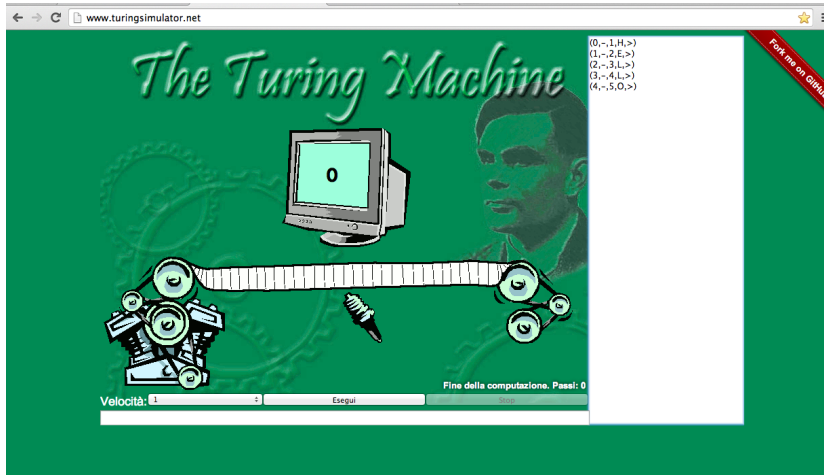 www.turingsimulator.net
The Turing Machine
Fork me on GitHub
(0,-,1,H,>)
(1,-,2,E,>)
(2,-,3,L,>)
(3,-,4,L,>)
(4,-,5,O,>)
0
Fine della computazione. Passi: 0
Velocità: 1 Esegui Stop